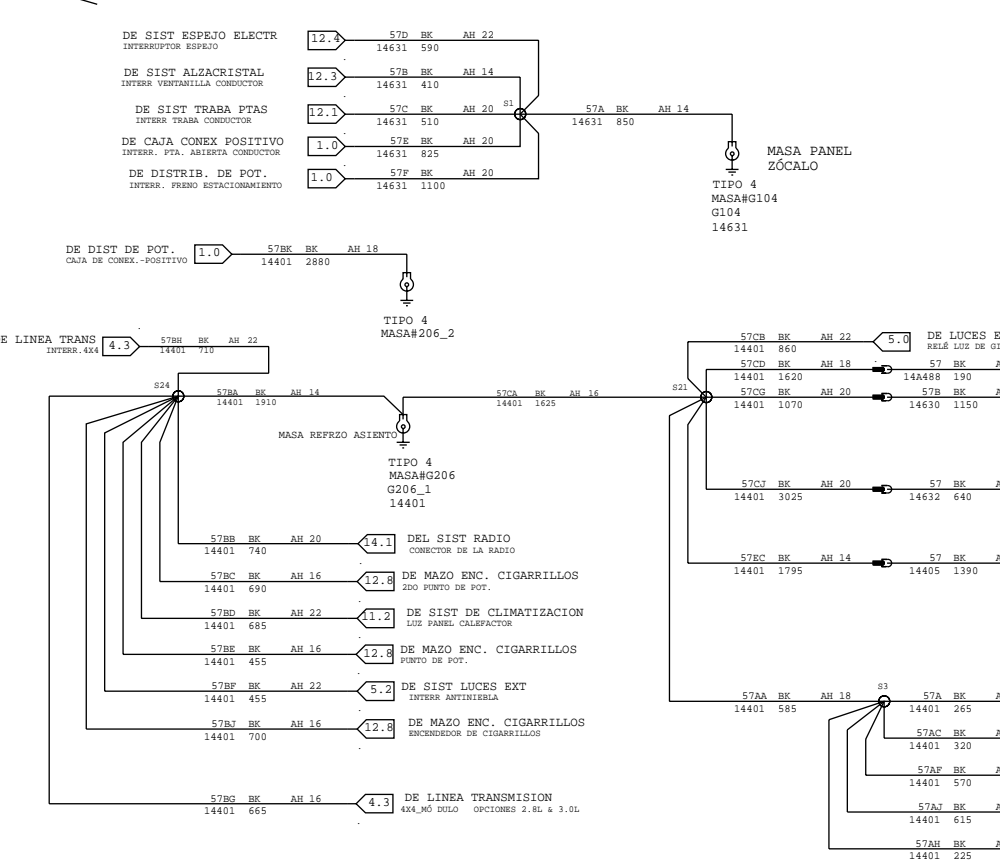 DE SIST ESPEJO ELECTR
INTERRUPTOR ESPEJO
12.4
57D BK AH 22
14631 590
DE SIST ALZACRISTAL
INTERR VENTANILLA CONDUCTOR
12.3
57B BK AH 14
14631 410
DE SIST TRABA PTAS
INTERR TRABA CONDUCTOR
12.1
57C BK AH 20
14631 510
S1
57A BK AH 14
14631 850
DE CAJA CONEX POSITIVO
INTERR. PTA. ABIERTA CONDUCTOR
1.0
57E BK AH 20
14631 825
DE DISTRIB. DE POT.
INTERR. FRENO ESTACIONAMIENTO
1.0
57F BK AH 20
14631 1100
MASA PANEL
ZÓCALO
TIPO 4
MASA#G104
G104
14631
DE DIST DE POT.
CAJA DE CONEX.-POSITIVO
1.0
57BK BK AH 18
14401 2880
TIPO 4
MASA#206_2
E LINEA TRANS
INTERR.4X4
4.3
57BH BK AH 22
14401 710
S24
57BA BK AH 14
14401 1910
57CA BK AH 16
14401 1625
MASA REFRZO ASIENTO
TIPO 4
MASA#G206
G206_1
14401
S21
57CB BK AH 22
14401 860
5.0
DE LUCES E
RELÉ LUZ DE GI
57CD BK AH 18
14401 1620
57 BK A
14A488 190
57CG BK AH 20
14401 1070
57B BK A
14630 1150
57CJ BK AH 20
14401 3025
57 BK A
14632 640
57EC BK AH 14
14401 1795
57 BK A
14405 1390
57BB BK AH 20
14401 740
14.1
DEL SIST RADIO
CONECTOR DE LA RADIO
57BC BK AH 16
14401 690
12.8
DE MAZO ENC. CIGARRILLOS
2DO PUNTO DE POT.
57BD BK AH 22
14401 685
11.2
DE SIST DE CLIMATIZACION
LUZ PANEL CALEFACTOR
57BE BK AH 16
14401 455
12.8
DE MAZO ENC. CIGARRILLOS
PUNTO DE POT.
57BF BK AH 22
14401 455
5.2
DE SIST LUCES EXT
INTERR ANTINIEBLA
57BJ BK AH 16
14401 700
12.8
DE MAZO ENC. CIGARRILLOS
ENCENDEDOR DE CIGARRILLOS
57BG BK AH 16
14401 665
4.3
DE LINEA TRANSMISION
4X4_MÓ DULO OPCIONES 2.8L & 3.0L
57AA BK AH 18
14401 585
S3
57A BK A
14401 265
57AC BK A
14401 320
57AF BK A
14401 570
57AJ BK A
14401 615
57AH BK A
14401 225